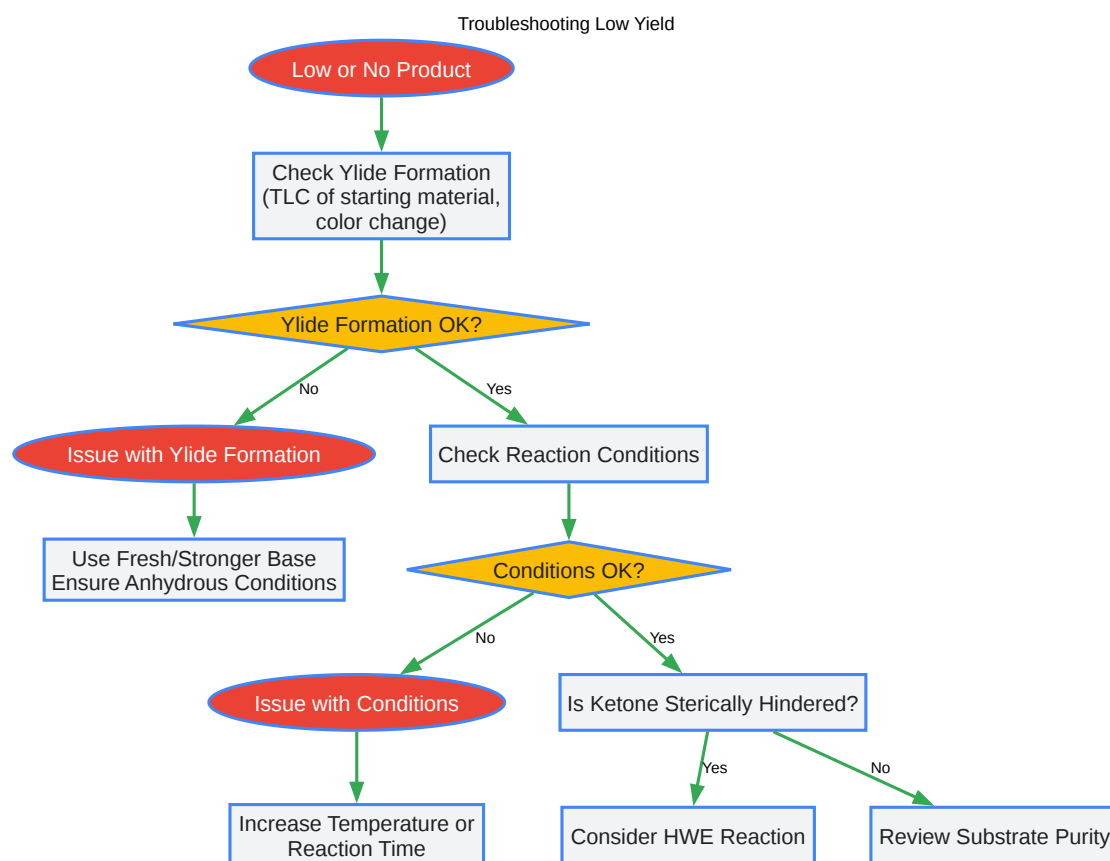 Troubleshooting Low Yield
Low or No Product
Check Ylide Formation
(TLC of starting material,
color change)
Ylide Formation OK?
No
Yes
Issue with Ylide Formation
Check Reaction Conditions
Use Fresh/Stronger Base
Ensure Anhydrous Conditions
Conditions OK?
No
Yes
Issue with Conditions
Is Ketone Sterically Hindered?
Yes
No
Increase Temperature or
Reaction Time
Consider HWE Reaction
Review Substrate Purity